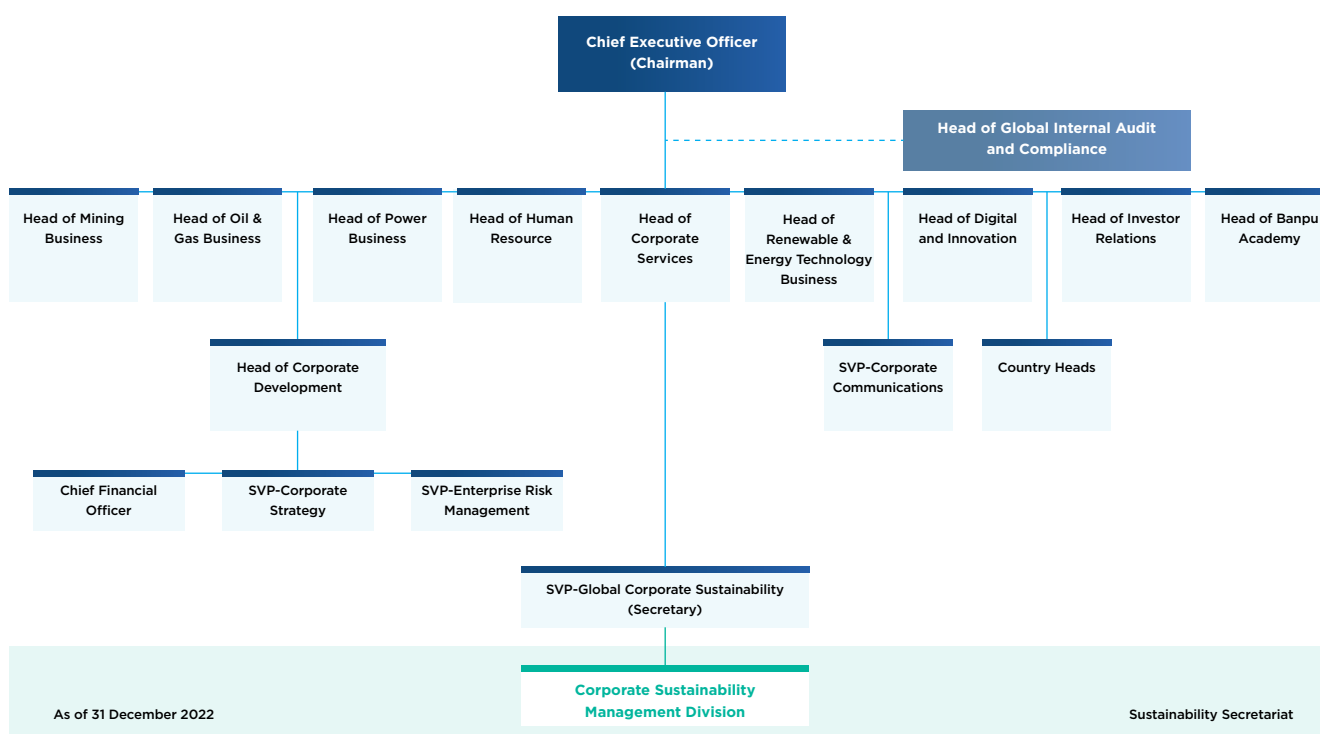 Chief Executive Officer
(Chairman)
Head of Global Internal Audit
and Compliance
Head of Mining
Business
Head of Oil &
Gas Business
Head of Power
Business
Head of Human
Resource
Head of
Corporate
Services
Head of
Renewable &
Energy Technology
Business
Head of Digital
and Innovation
Head of Investor
Relations
Head of Banpu
Academy
Head of Corporate
Development
SVP-Corporate
Communications
Country Heads
Chief Financial
Officer
SVP-Corporate
Strategy
SVP-Enterprise Risk
Management
SVP-Global Corporate Sustainability
(Secretary)
Corporate Sustainability
Management Division
As of 31 December 2022
Sustainability Secretariat